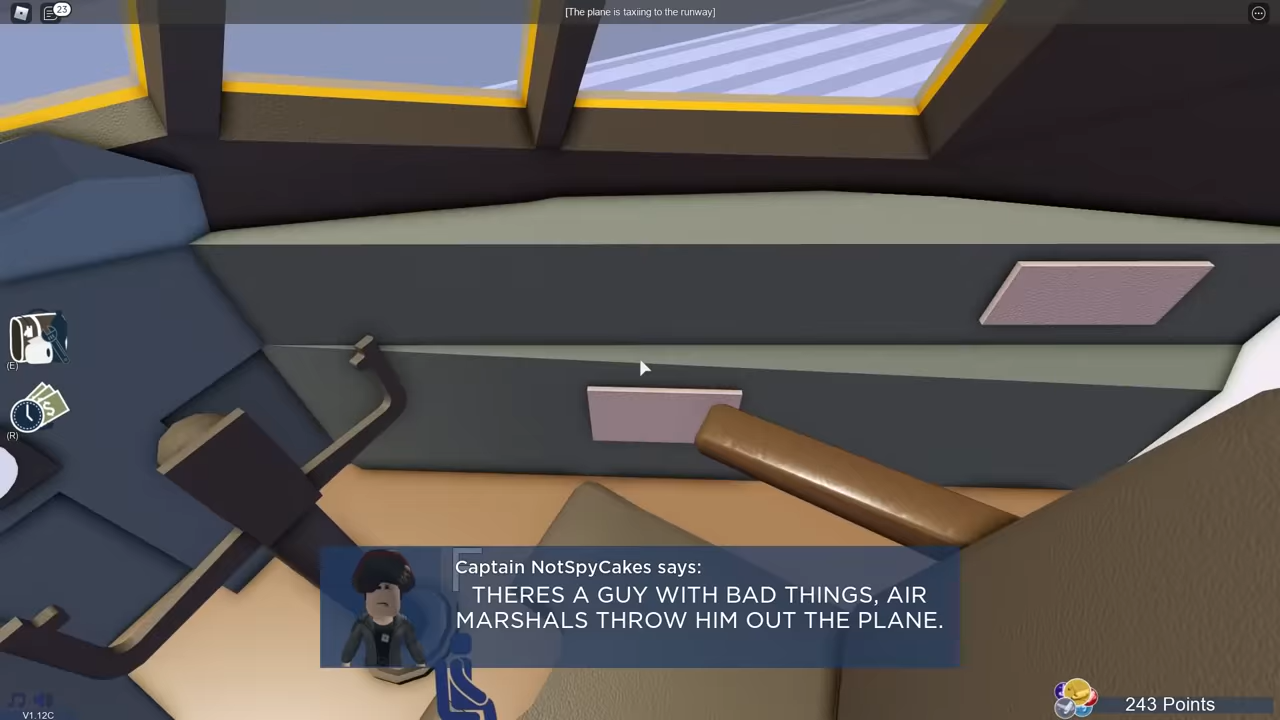 23
[The plane is taxiing to the runway]
(E)
$
(R)
F
Captain NotSpyCakes says:
THERES A GUY WITH BAD THINGS, AIR
MARSHALS THROW HIM OUT THE PLANE.
243 Points
V1.12C